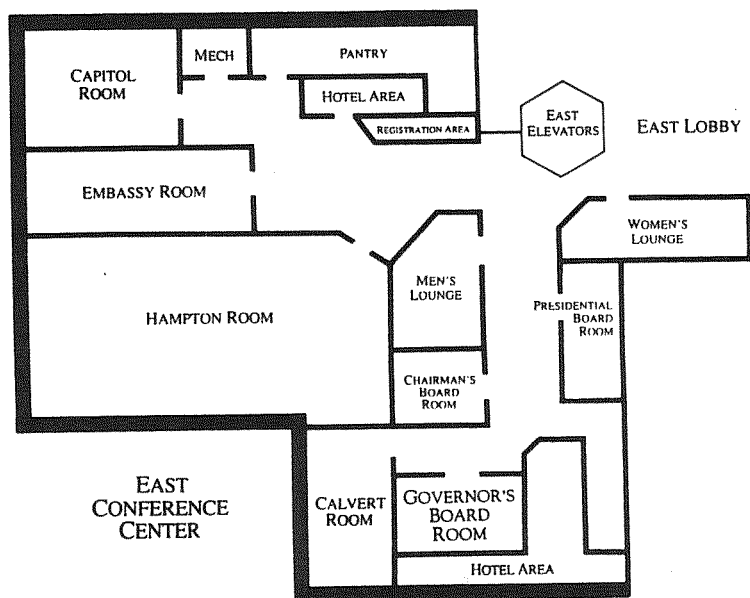 MECH
PANTRY
CAPITOL
ROOM
HOTEL AREA
REGISTRATION AREA
EAST
ELEVATORS
EAST LOBBY
EMBASSY ROOM
WOMEN'S
LOUNGE
MEN'S
LOUNGE
HAMPTON ROOM
PRESIDENTIAL
BOARD
ROOM
CHAIRMAN'S
BOARD
ROOM
EAST
CONFERENCE
CENTER
CALVERT
ROOM
GOVERNOR'S
BOARD
ROOM
HOTEL AREA